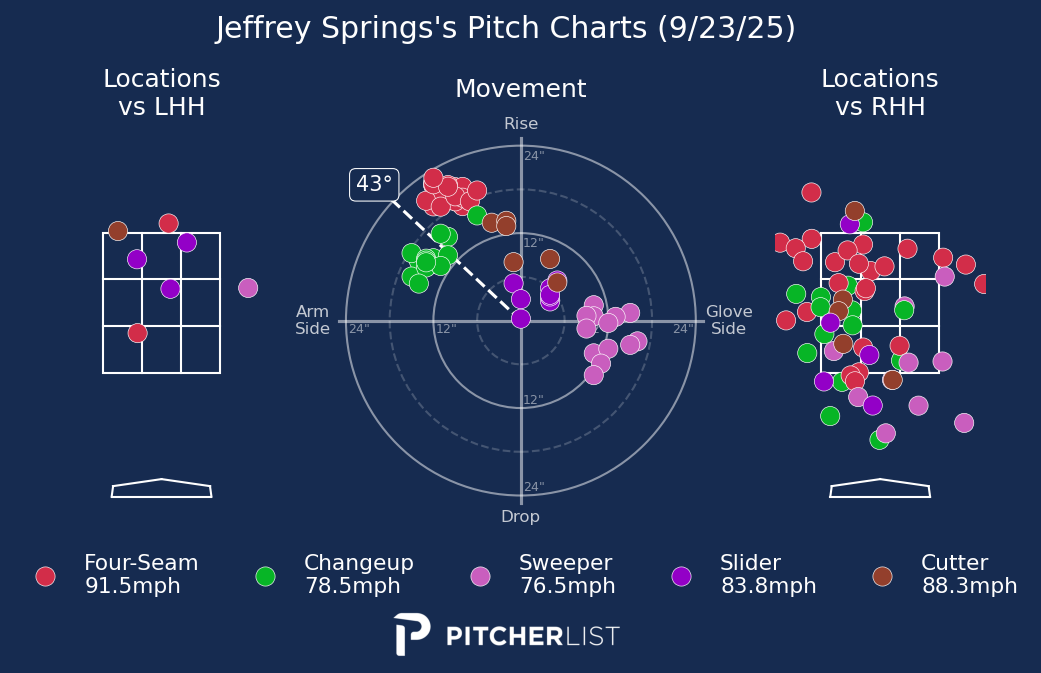 Jeffrey Springs's Pitch Charts (9/23/25)
Locations
vs LHH
Movement
Locations
vs RHH
Rise
24"
43°
12"
Arm
Side
24"
12"
24"
Glove
Side
12"
24"
Drop
Four-Seam
91.5mph
Changeup
78.5mph
Sweeper
76.5mph
Slider
83.8mph
Cutter
88.3mph
PITCHERLIST